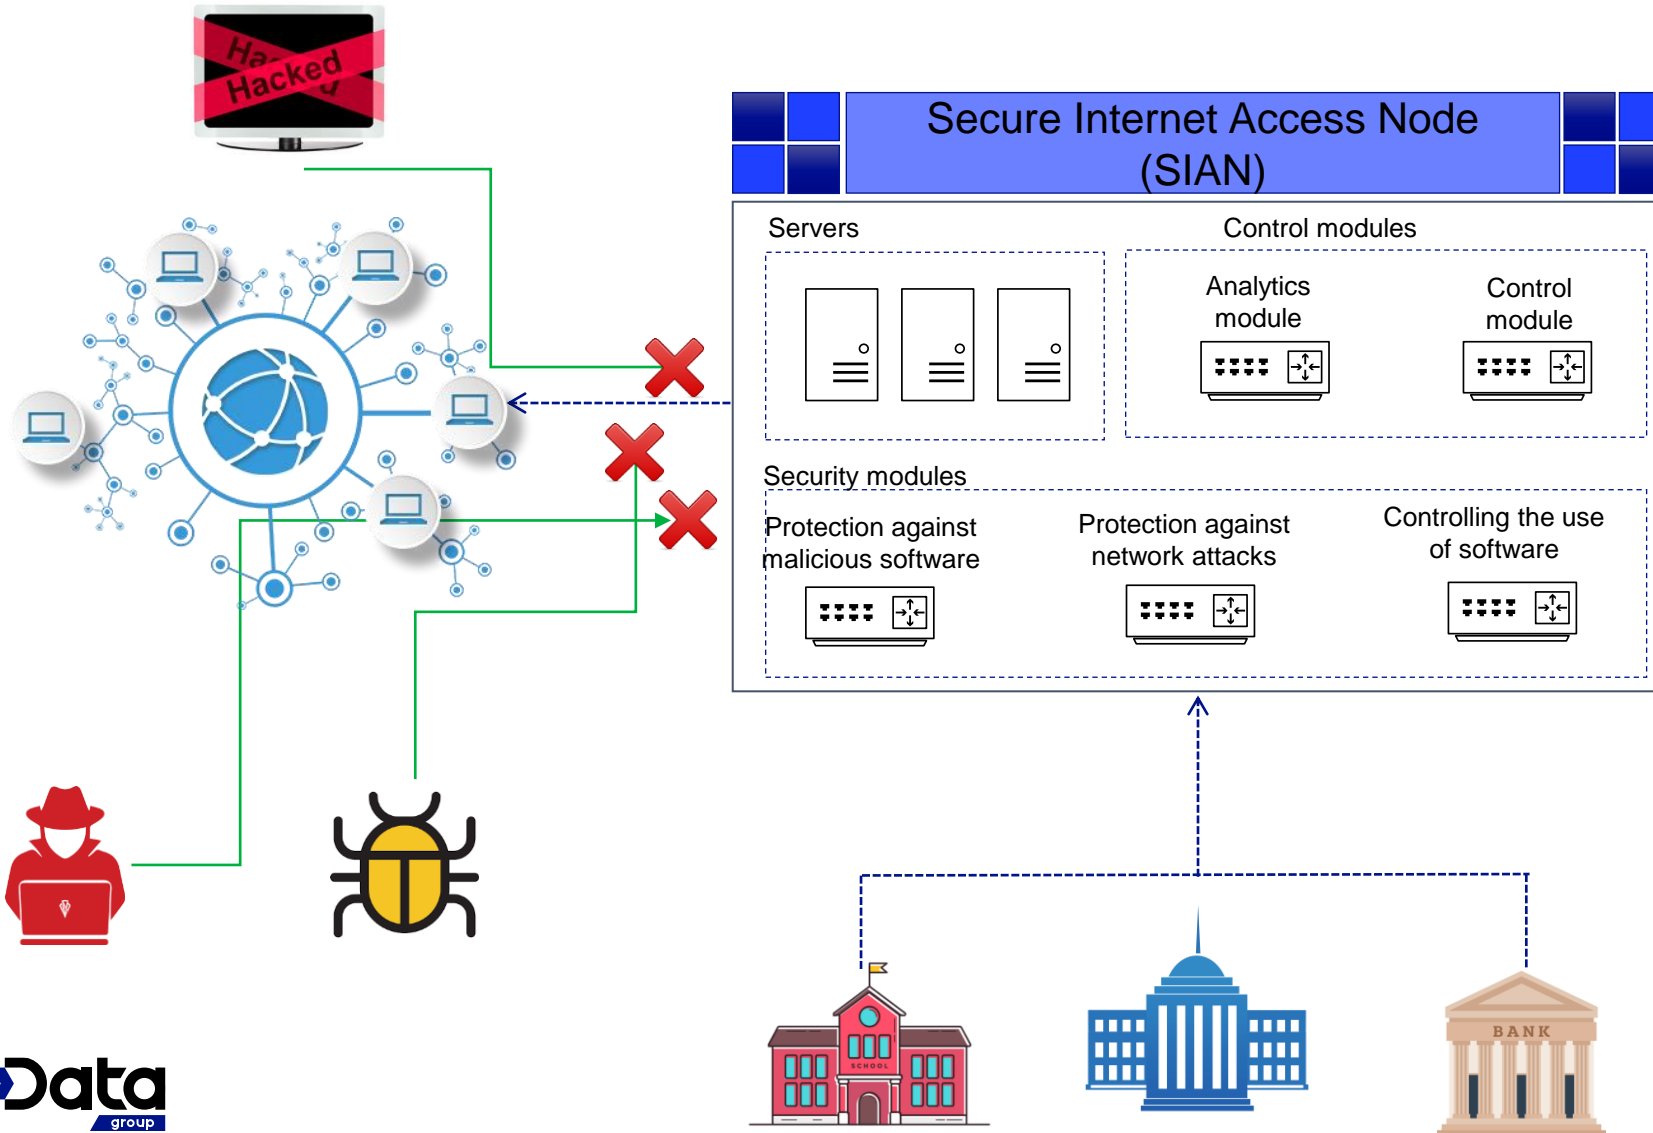 Hacked
Hacked
Secure Internet Access Node
(SIAN)
Servers
Control modules
Analytics
module
Control
module
Security modules
Protection against
malicious software
Protection against
network attacks
Controlling the use
of software
SCHOOL
BANK
Data
group